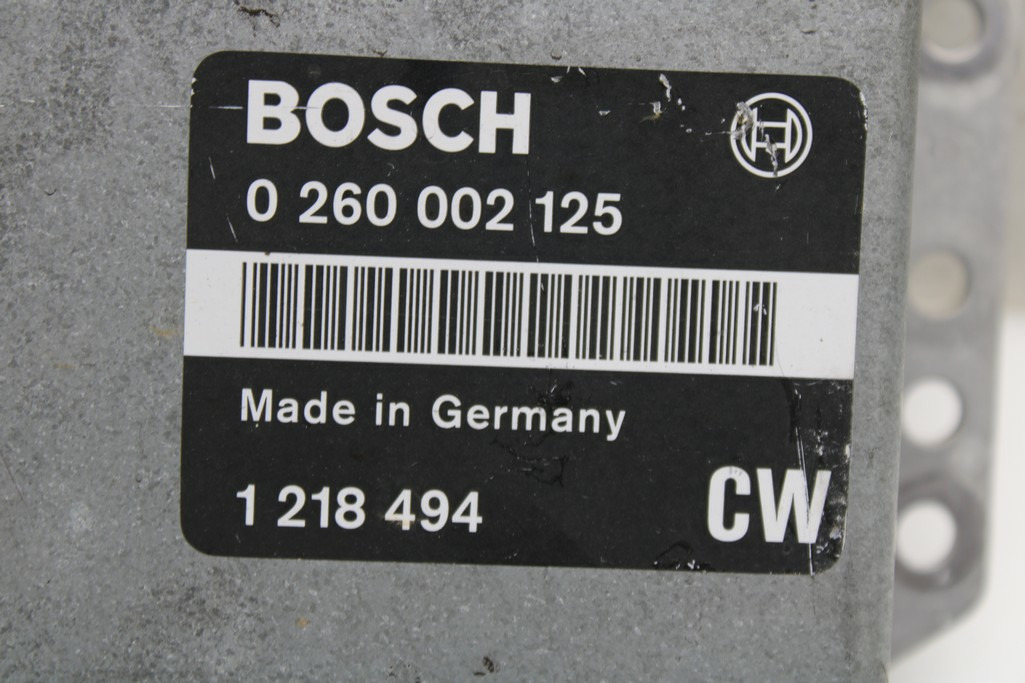 BOSCH
0 260 002 125
Made in Germany
1 218 494
CW